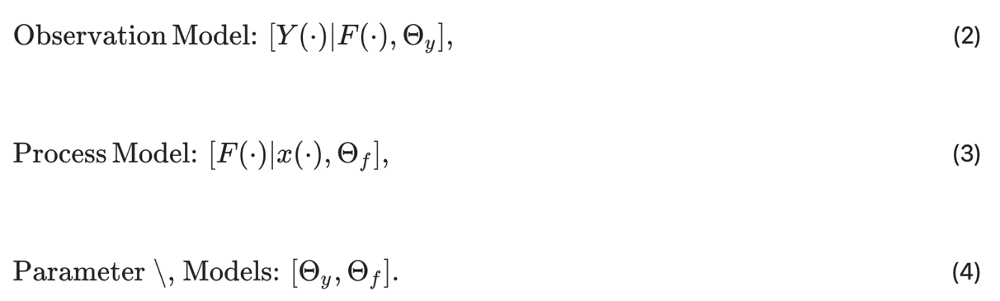 Observation Model: [Y(·)|F(·), Θ_y], (2)
Process Model: [F(·)|x(·), Θ_f], (3)
Parameter \, Models: [Θ_y, Θ_f]. (4)